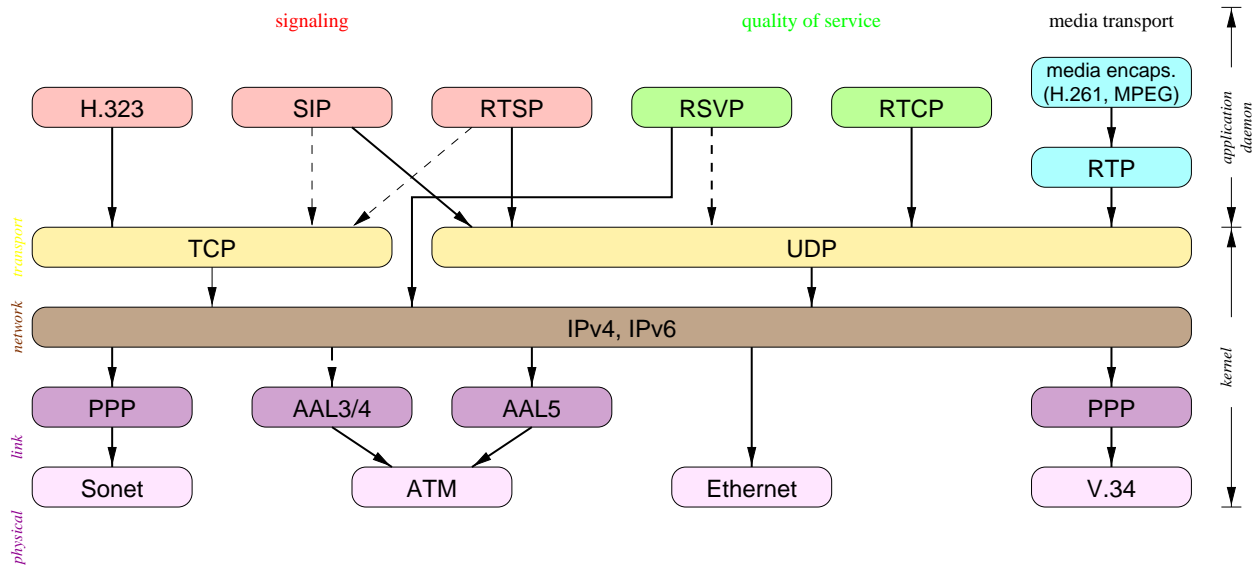 signaling
quality of service
media transport
media encaps.
(H.261, MPEG)
H.323
SIP
RTSP
RSVP
RTCP
application
daemon
RTP
transport
TCP
UDP
network
IPv4, IPv6
kernel
PPP
AAL3/4
AAL5
PPP
link
Sonet
ATM
Ethernet
V.34
physical